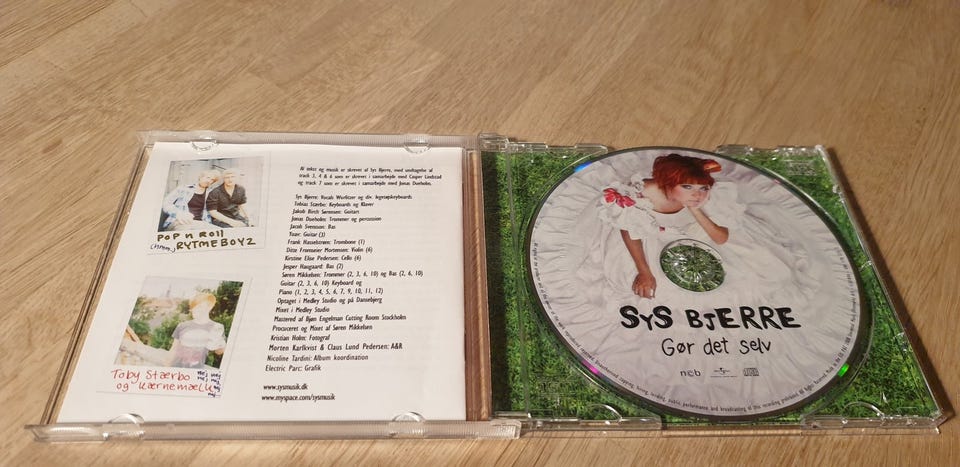 POP n ROll
(hmm), RYTMEBOYZ
Toby Stærbo
og Kærnemælk
Al tekst og musik er skrevet af Sys Bjerre, med undtagelse af
track 3, 4 & 6 som er skrevet i samarbejde med Casper Lindstad
og track 7 som er skrevet i samarbejde med Jonas Dueholm.
Sys Bjerre: Vocals Wurlitzer og div. legetøjskeyboards
Tobias Stærbo: Keyboards og Klaver
Jakob Birch Sørensen: Guitars
Jonas Dueholm: Trommer og percussion
Jacob Svensson: Bas
Yoav: Guitar (3)
Frank Hasselstrøm: Trombone (1)
Ditte Fromseier Mortensen: Violin (6)
Kirstine Elise Pedersen: Cello (6)
Jesper Haugaard: Bas (2)
Søren Mikkelsen: Trommer (2, 3, 6, 10) og Bas (2, 6, 10)
Guitar (2, 3, 6, 10) Keyboard og
Piano (1, 2, 3, 4, 5, 6, 7, 9, 10, 11, 12)
Optaget i Medley Studio og på Dansebjerg
Mixet i Medley Studio
Mastered af Bjørn Engelman Cutting Room Stockholm
Produceret og Mixet af Søren Mikkelsen
Kristian Holm: Fotograf
Morten Karlkvist & Claus Lund Pedersen: A&R
Nicoline Tardini: Album koordination
Electric Parc: Grafik
www.sysmusik.dk
www.myspace.com/sysmusik
SYS BJERRE
Gør det selv